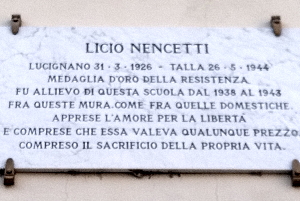 LICIO NENCETTI
LUCIGNANO 31-3-1926 - TALLA 26-5-1944
MEDAGLIA D'ORO DELLA RESISTENZA
FU ALLIEVO DI QUESTA SCUOLA DAL 1938 AL 1943
FRA QUESTE MURA, COME FRA QUELLE DOMESTICHE,
APPRESE L'AMORE PER LA LIBERTÀ
E COMPRESE CHE ESSA VALEVA QUALUNQUE PREZZO,
COMPRESO IL SACRIFICIO DELLA PROPRIA VITA.